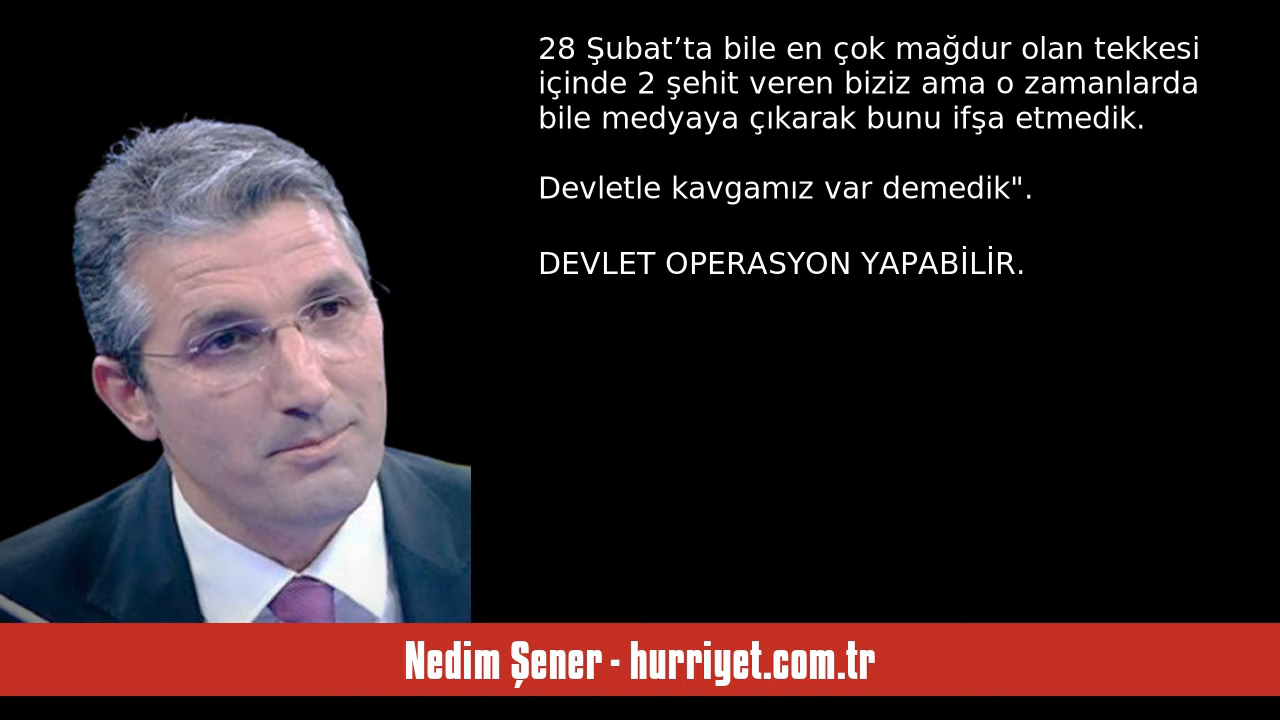 28 Şubat’ta bile en çok mağdur olan tekkesi
içinde 2 şehit veren biziz ama o zamanlarda
bile medyaya çıkarak bunu ifşa etmedik.
Devletle kavgamız var demedik".
DEVLET OPERASYON YAPABİLİR.
Nedim Şener - hurriyet.com.tr